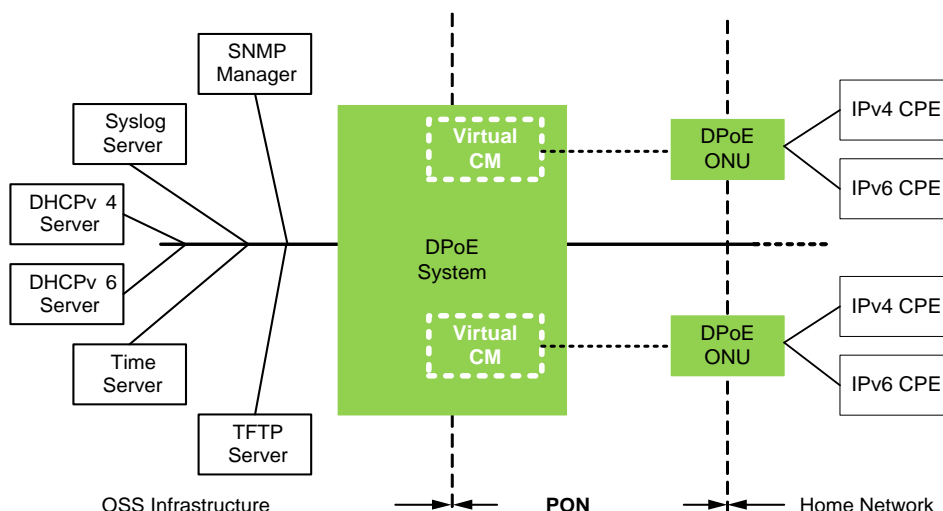 SNMP
Manager
Syslog
Server
DHCPv 4
Server
DHCPv 6
Server
Time
Server
TFTP
Server
Virtual
CM
DPoE
System
Virtual
CM
DPoE
ONU
DPoE
ONU
IPv4 CPE
IPv6 CPE
IPv4 CPE
IPv6 CPE
OSS Infrastructure
PON
Home Network